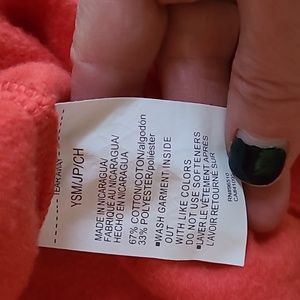 YSM/JP/CH
MADE IN NICARAGUA/
FABRIQUÉ AU NICARAGUA/
HECHO EN NICARAGUA
67% COTTON/COTON/algodón
33% POLYESTER/poliéster
•WASH GARMENT INSIDE
OUT
WITH LIKE COLORS
DO NOT USE SOFTENERS
•LAVER LE VÊTEMENT APRÈS
L'AVOIR RETOURNÉ SUR